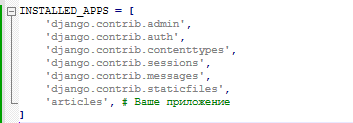 INSTALLED_APPS = [
    'django.contrib.admin',
    'django.contrib.auth',
    'django.contrib.contenttypes',
    'django.contrib.sessions',
    'django.contrib.messages',
    'django.contrib.staticfiles',
    'articles', # Ваше приложение
]